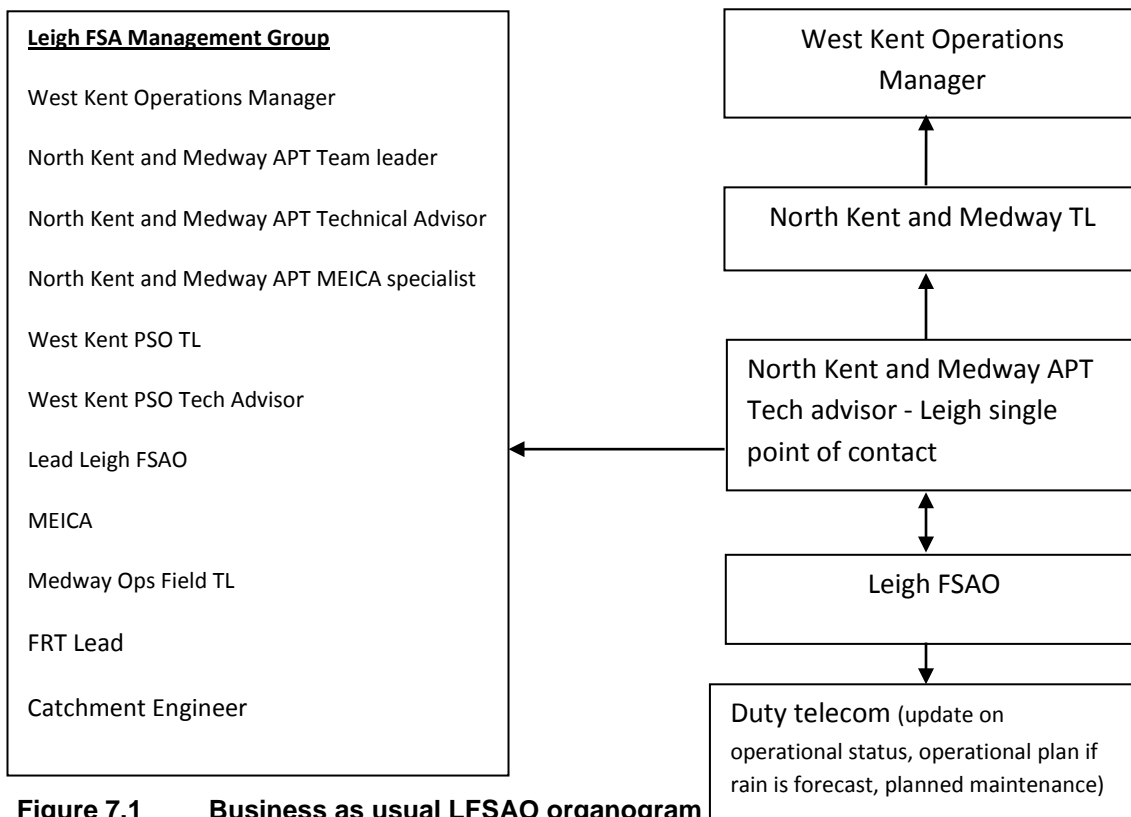 Leigh FSA Management Group
West Kent Operations Manager
North Kent and Medway APT Team leader
North Kent and Medway APT Technical Advisor
North Kent and Medway APT MEICA specialist
West Kent PSO TL
West Kent PSO Tech Advisor
Lead Leigh FSAO
MEICA
Medway Ops Field TL
FRT Lead
Catchment Engineer
West Kent Operations
Manager
North Kent and Medway TL
North Kent and Medway APT
Tech advisor - Leigh single
point of contact
Leigh FSAO
Duty telecom (update on
operational status, operational plan if
rain is forecast, planned maintenance)
Figure 7.1 Business as usual LFSAO organogram